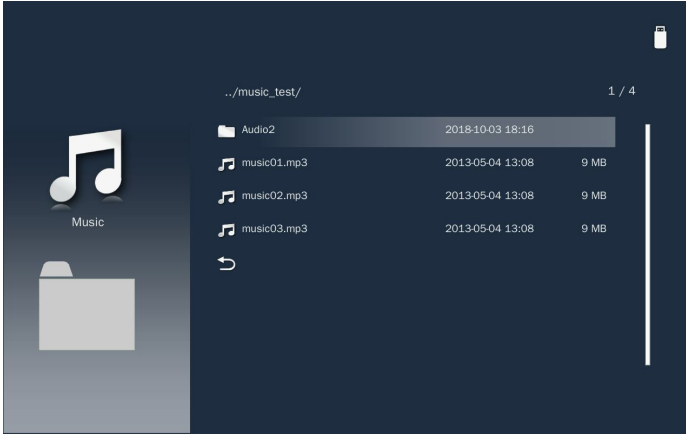 ../music_test/ 1 / 4
Audio2 2018-10-03 18:16
music01.mp3 2013-05-04 13:08 9 MB
music02.mp3 2013-05-04 13:08 9 MB
Music
music03.mp3 2013-05-04 13:08 9 MB